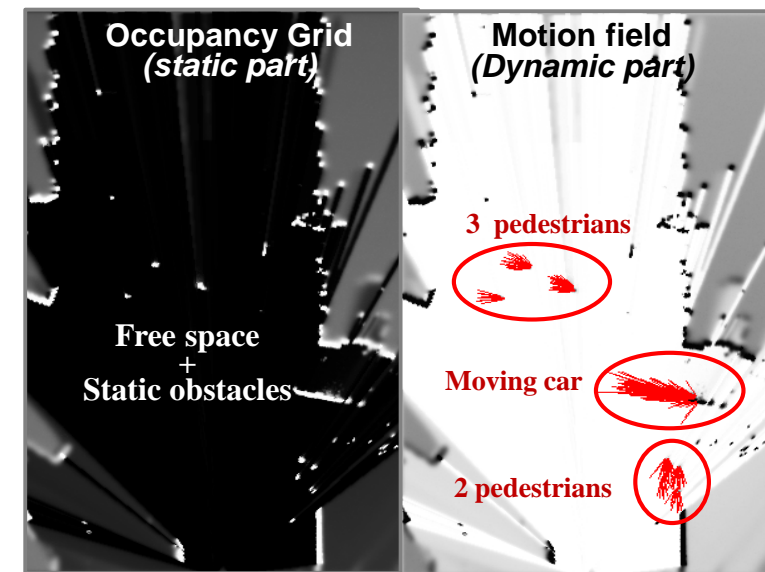 Occupancy Grid
(static part)
Free space
+
Static obstacles
Motion field
(Dynamic part)
3 pedestrians
Moving car
2 pedestrians